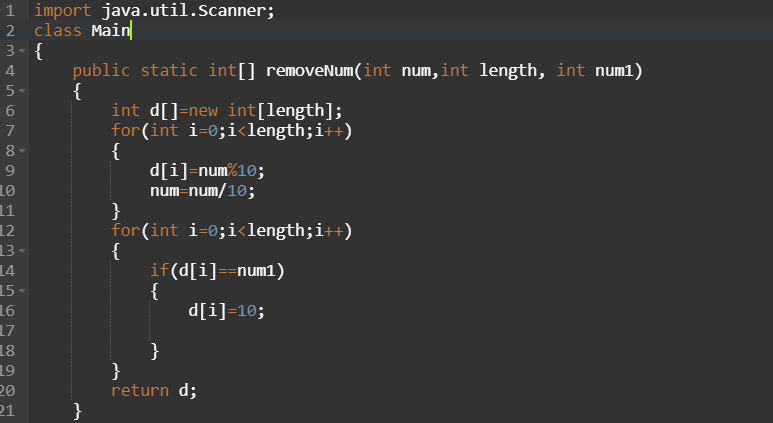 1 import java.util.Scanner;
2 class Main
3 {
4     public static int[] removeNum(int num,int length, int num1)
5     {
6         int d[]=new int[length];
7         for(int i=0;i<length;i++)
8         {
9             d[i]=num%10;
10             num=num/10;
11         }
12         for(int i=0;i<length;i++)
13         {
14             if(d[i]==num1)
15             {
16                 d[i]=10;
17
18             }
19         }
20         return d;
21     }